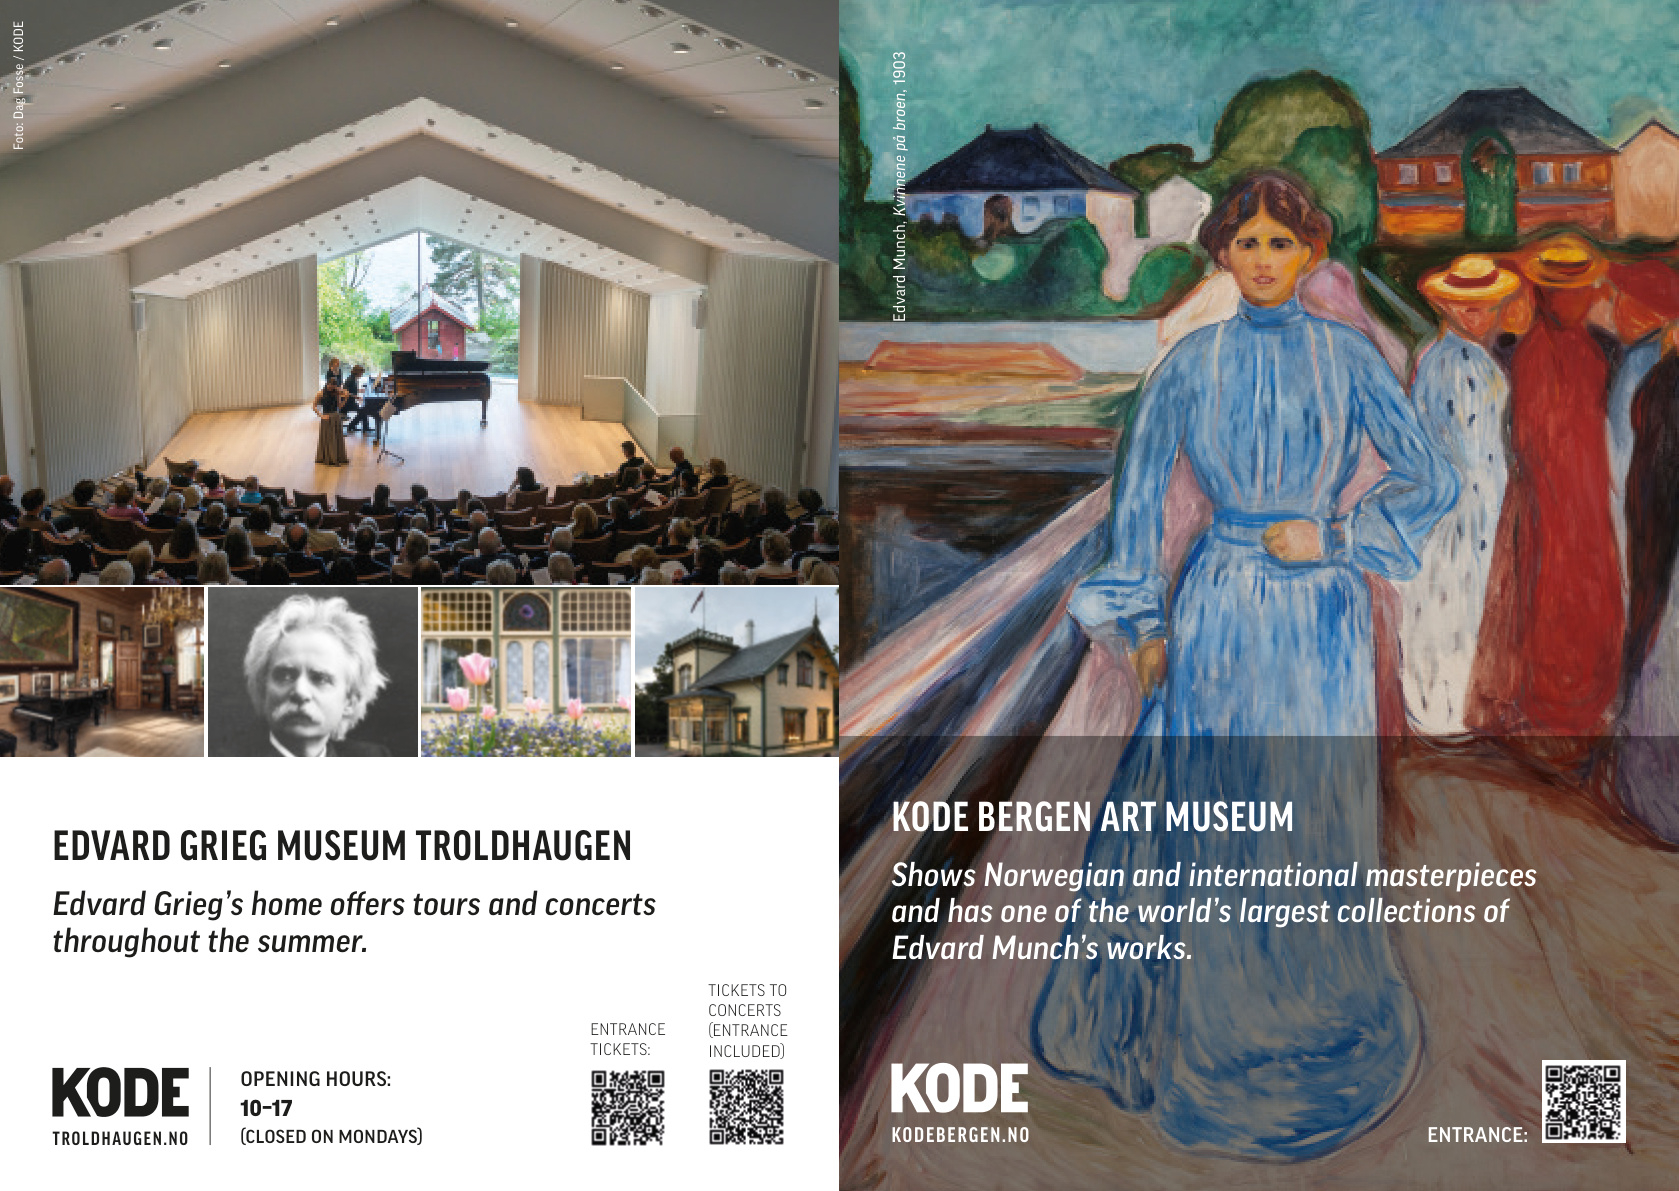 Foto: Dag Fosse / KODE
EDVARD GRIEG MUSEUM TROLDHAUGEN
Edvard Grieg’s home offers tours and concerts
throughout the summer.
ENTRANCE
TICKETS:
TICKETS TO
CONCERTS
(ENTRANCE
INCLUDED)
KODE
TROLDHAUGEN.NO
OPENING HOURS:
10–17
(CLOSED ON MONDAYS)
Edvard Munch, Kvinnene på broen, 1903
KODE BERGEN ART MUSEUM
Shows Norwegian and international masterpieces
and has one of the world’s largest collections of
Edvard Munch’s works.
KODE
KODEBERGEN.NO
ENTRANCE: